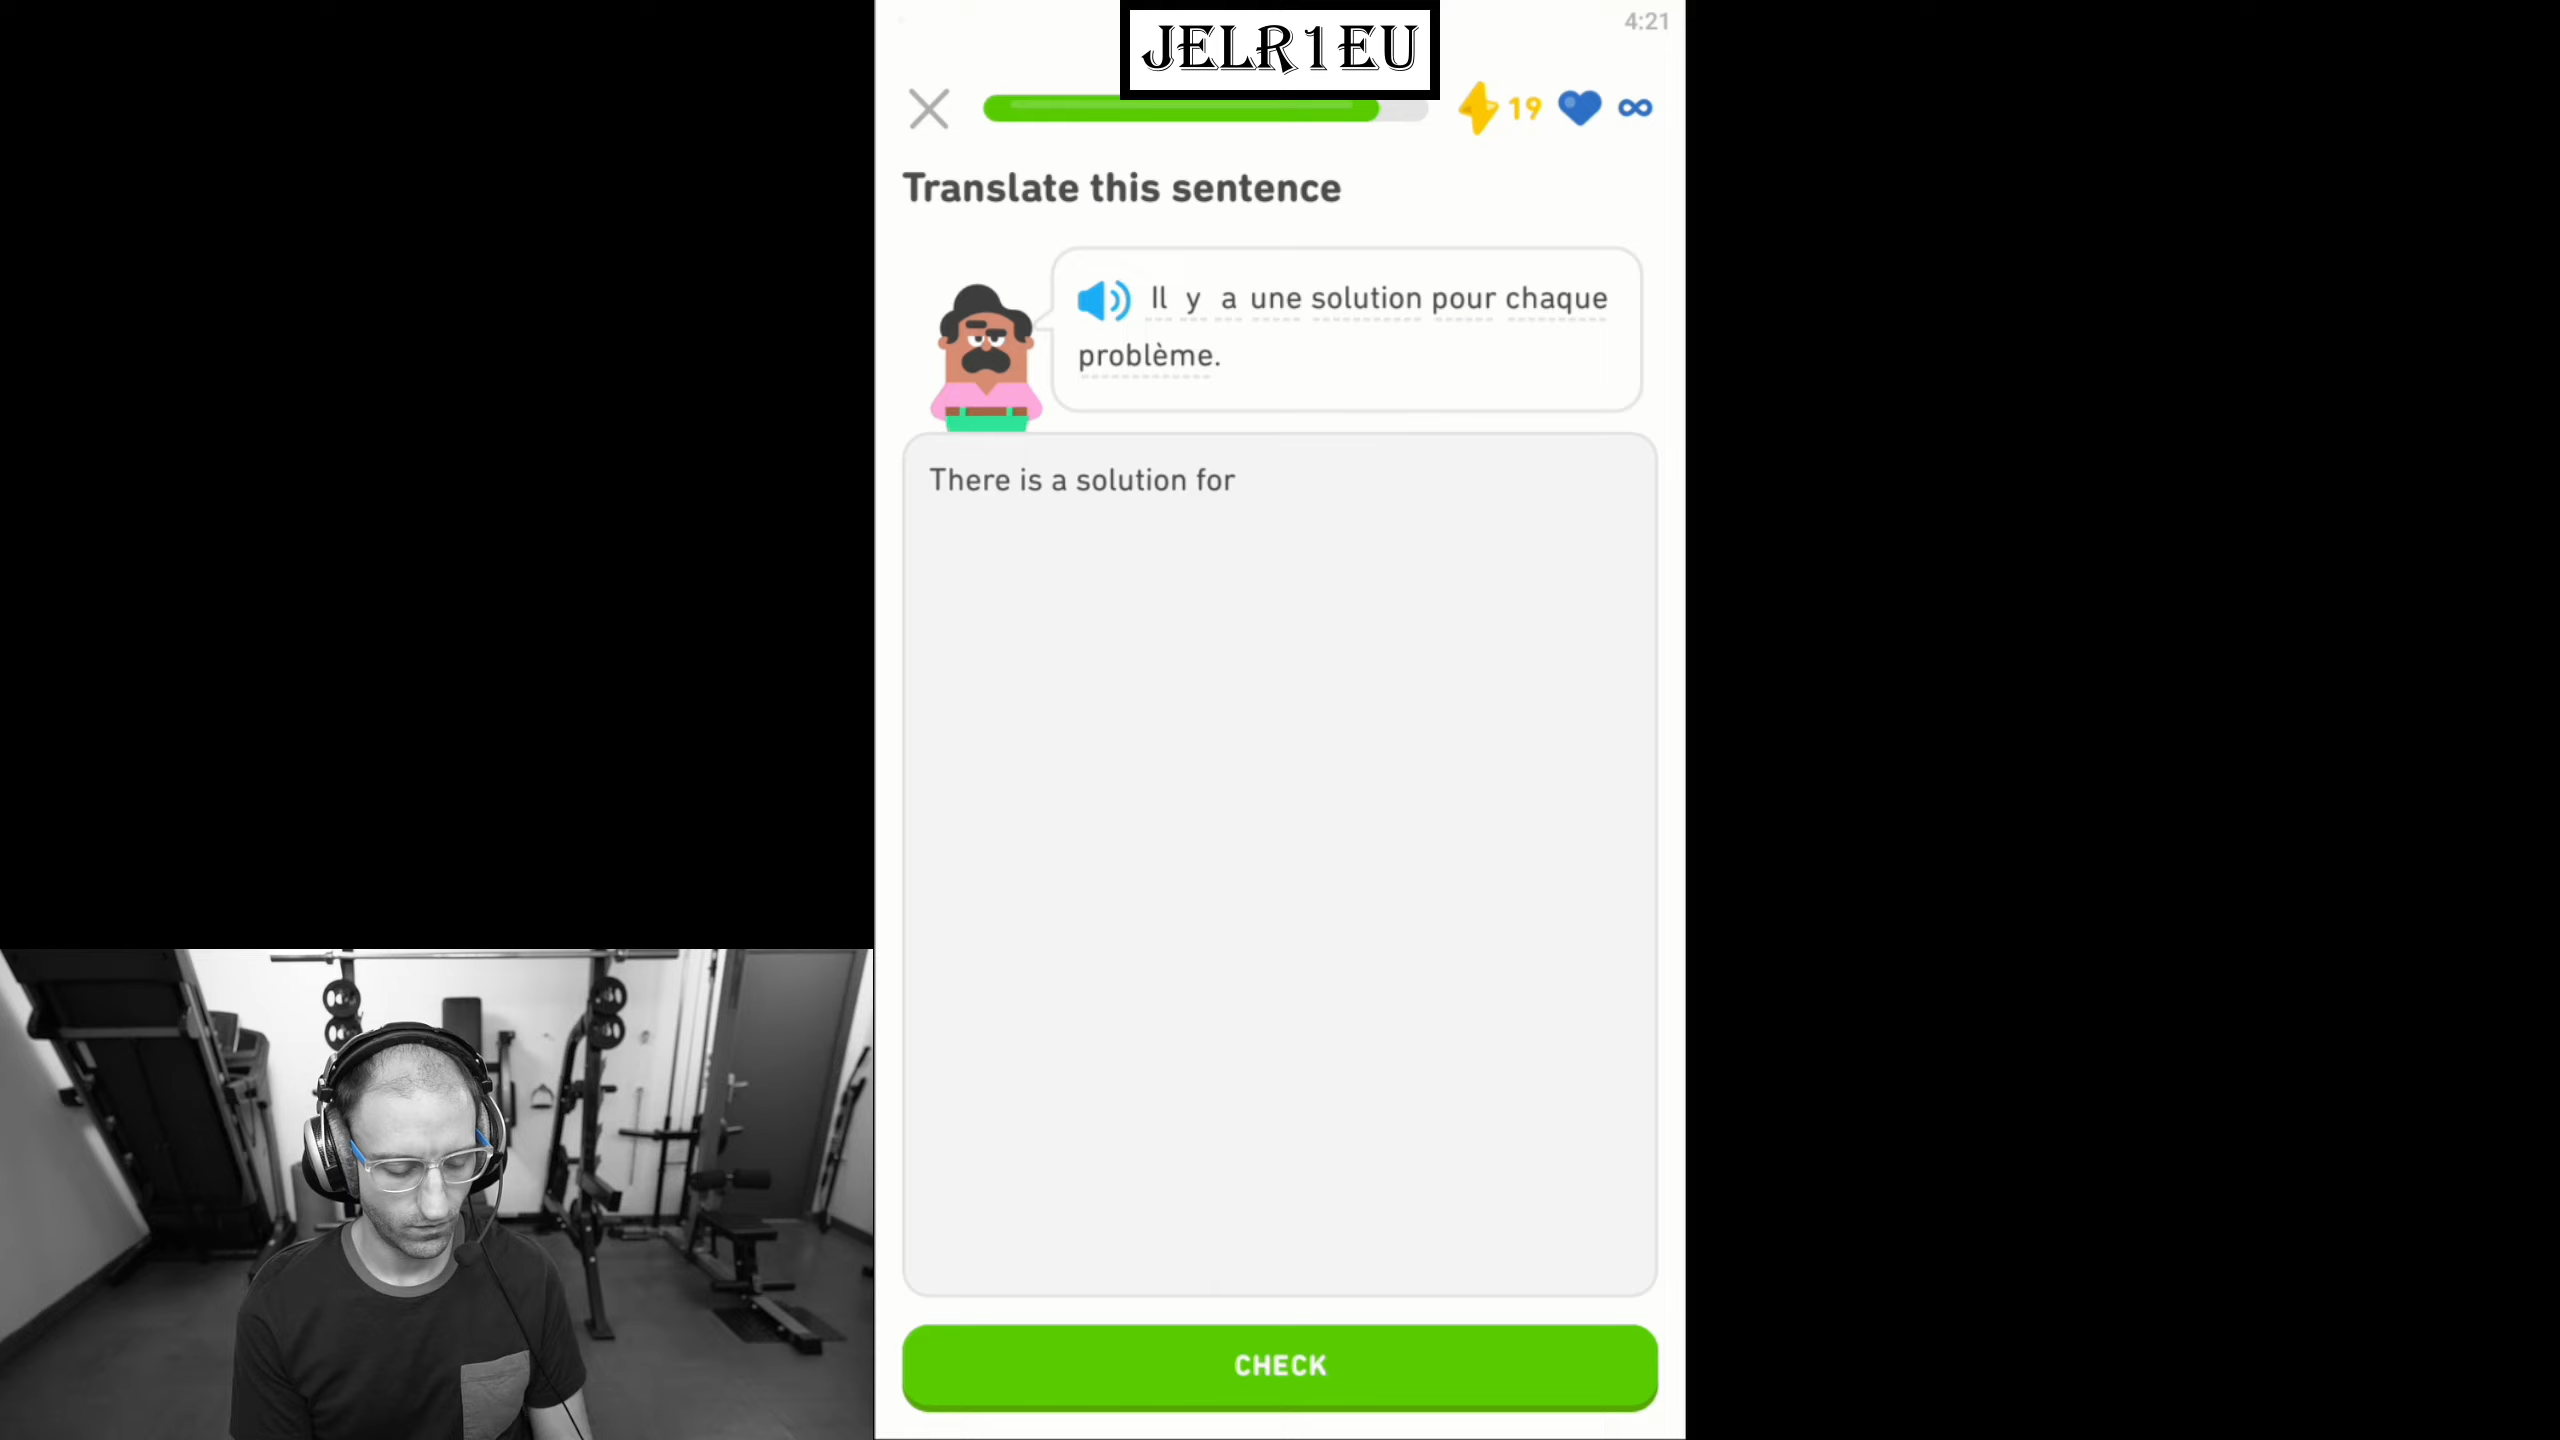 JELR1EU
4:21
19
Translate this sentence
Il y a une solution pour chaque
problème.
There is a solution for
CHECK